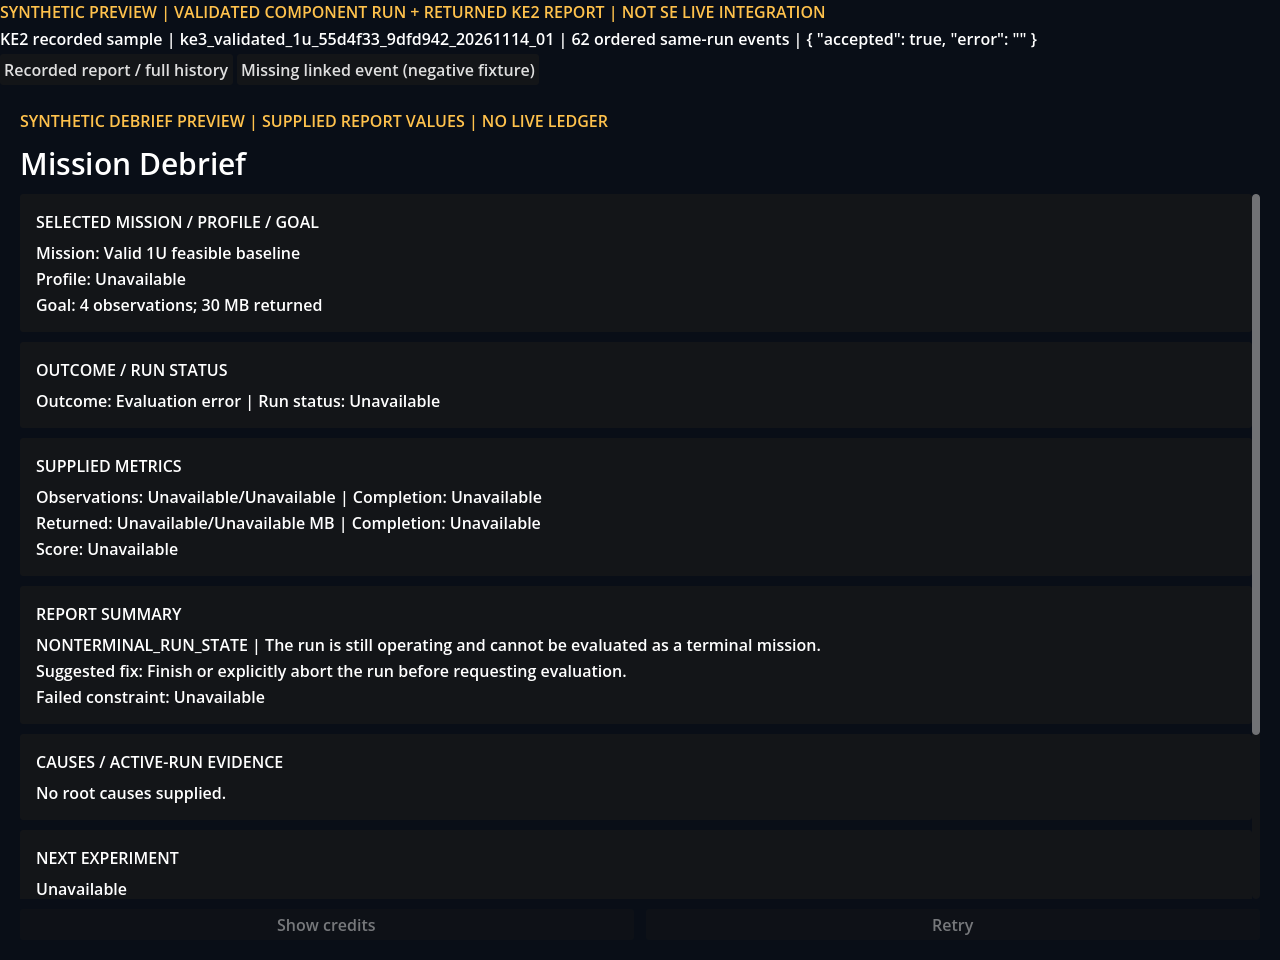 SYNTHETIC PREVIEW | VALIDATED COMPONENT RUN + RETURNED KE2 REPORT | NOT SE LIVE INTEGRATION
KE2 recorded sample | ke3_validated_1u_55d4f33_9dfd942_20261114_01 | 62 ordered same-run events | { "accepted": true, "error": "" }
Recorded report / full history Missing linked event (negative fixture)
SYNTHETIC DEBRIEF PREVIEW | SUPPLIED REPORT VALUES | NO LIVE LEDGER
Mission Debrief
SELECTED MISSION / PROFILE / GOAL
Mission: Valid 1U feasible baseline
Profile: Unavailable
Goal: 4 observations; 30 MB returned
OUTCOME / RUN STATUS
Outcome: Evaluation error | Run status: Unavailable
SUPPLIED METRICS
Observations: Unavailable/Unavailable | Completion: Unavailable
Returned: Unavailable/Unavailable MB | Completion: Unavailable
Score: Unavailable
REPORT SUMMARY
NONTERMINAL_RUN_STATE | The run is still operating and cannot be evaluated as a terminal mission.
Suggested fix: Finish or explicitly abort the run before requesting evaluation.
Failed constraint: Unavailable
CAUSES / ACTIVE-RUN EVIDENCE
No root causes supplied.
NEXT EXPERIMENT
Unavailable
Show credits Retry